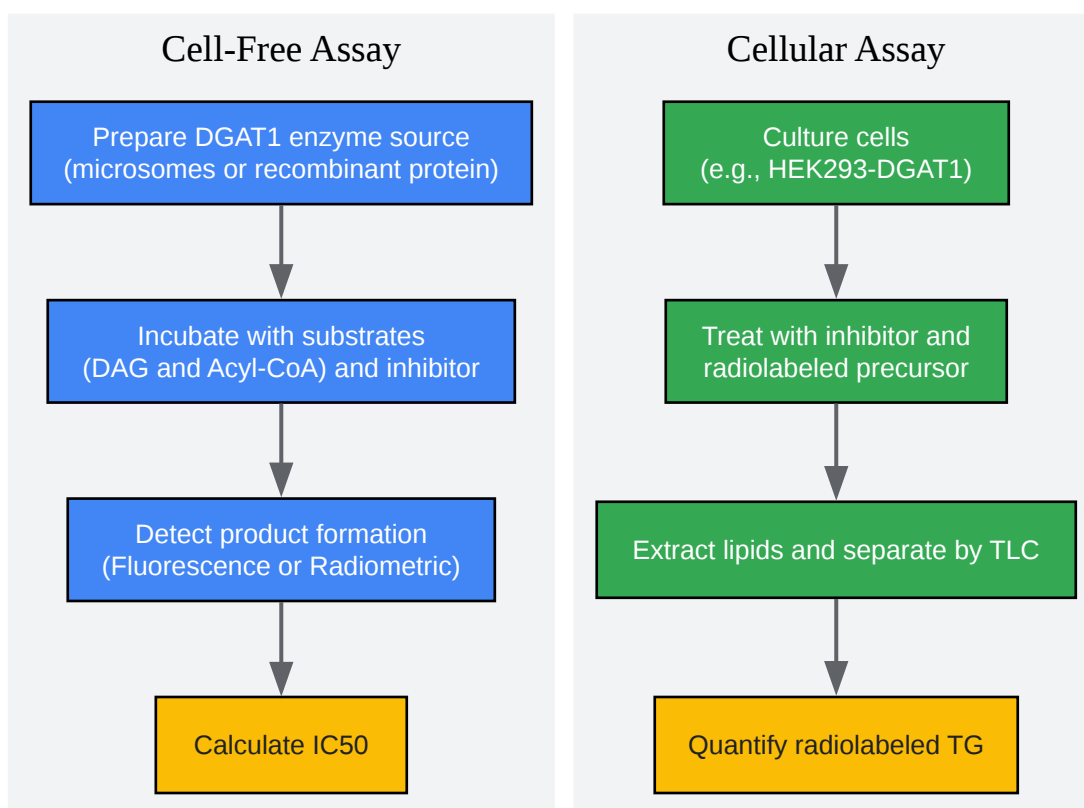 Cell-Free Assay
Prepare DGAT1 enzyme source
(microsomes or recombinant protein)
Incubate with substrates
(DAG and Acyl-CoA) and inhibitor
Detect product formation
(Fluorescence or Radiometric)
Calculate IC50
Cellular Assay
Culture cells
(e.g., HEK293-DGAT1)
Treat with inhibitor and
radiolabeled precursor
Extract lipids and separate by TLC
Quantify radiolabeled TG